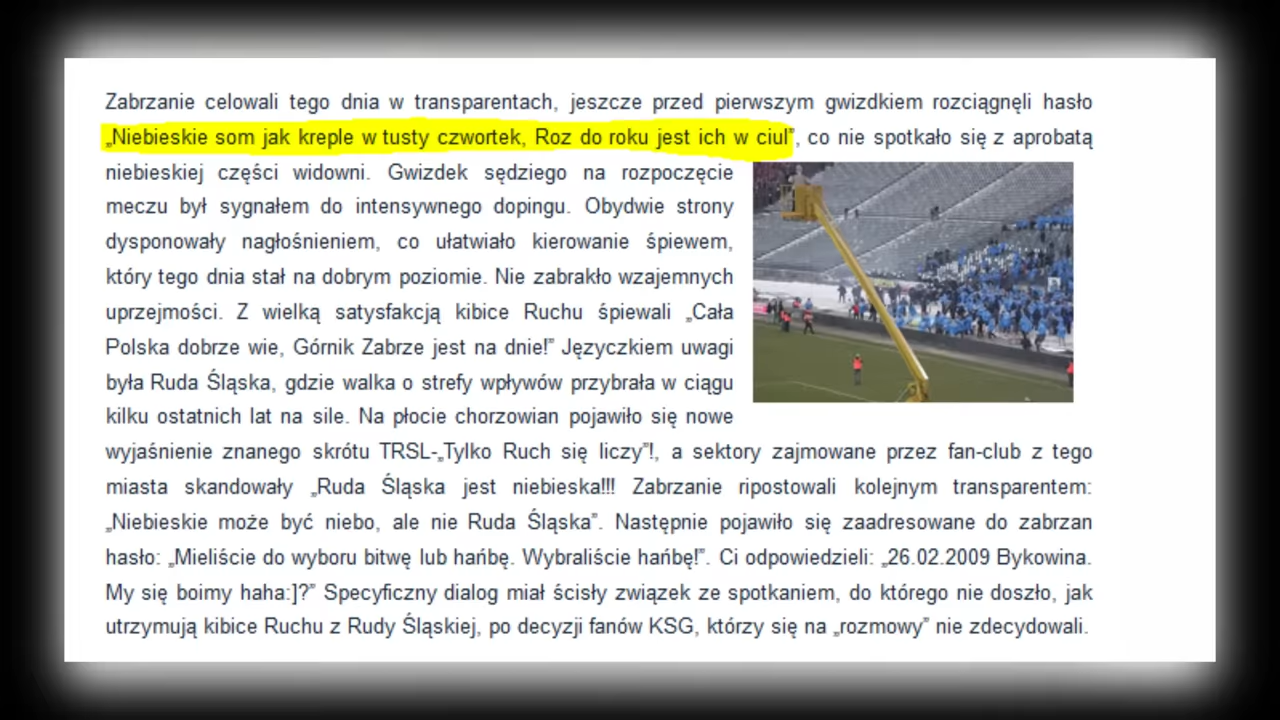 Zabrzanie celowali tego dnia w transparentach, jeszcze przed pierwszym gwizdkiem rozciągnęli hasło
„Niebieskie som jak kreple w tusty czwortek, Roz do roku jest ich w ciul”, co nie spotkało się z aprobatą
niebieskiej części widowni. Gwizdek sędziego na rozpoczęcie
meczu był sygnałem do intensywnego dopingu. Obydwie strony
dysponowały nagłośnieniem, co ułatwiało kierowanie śpiewem,
który tego dnia stał na dobrym poziomie. Nie zabrakło wzajemnych
uprzejmości. Z wielką satysfakcją kibice Ruchu śpiewali „Cała
Polska dobrze wie, Górnik Zabrze jest na dnie!” Języczkiem uwagi
była Ruda Śląska, gdzie walka o strefy wpływów przybrała w ciągu
kilku ostatnich lat na sile. Na płocie chorzowian pojawiło się nowe
wyjaśnienie znanego skrótu TRSL-„Tylko Ruch się liczy”!, a sektory zajmowane przez fan-club z tego
miasta skandowały „Ruda Śląska jest niebieska!!! Zabrzanie ripostowali kolejnym transparentem:
„Niebieskie może być niebo, ale nie Ruda Śląska”. Następnie pojawiło się zaadresowane do zabrzan
hasło: „Mieliście do wyboru bitwę lub hańbę. Wybraliście hańbę!”. Ci odpowiedzieli: „26.02.2009 Bykowina.
My się boimy haha:]?” Specyficzny dialog miał ścisły związek ze spotkaniem, do którego nie doszło, jak
utrzymują kibice Ruchu z Rudy Śląskiej, po decyzji fanów KSG, którzy się na „rozmowy” nie zdecydowali.